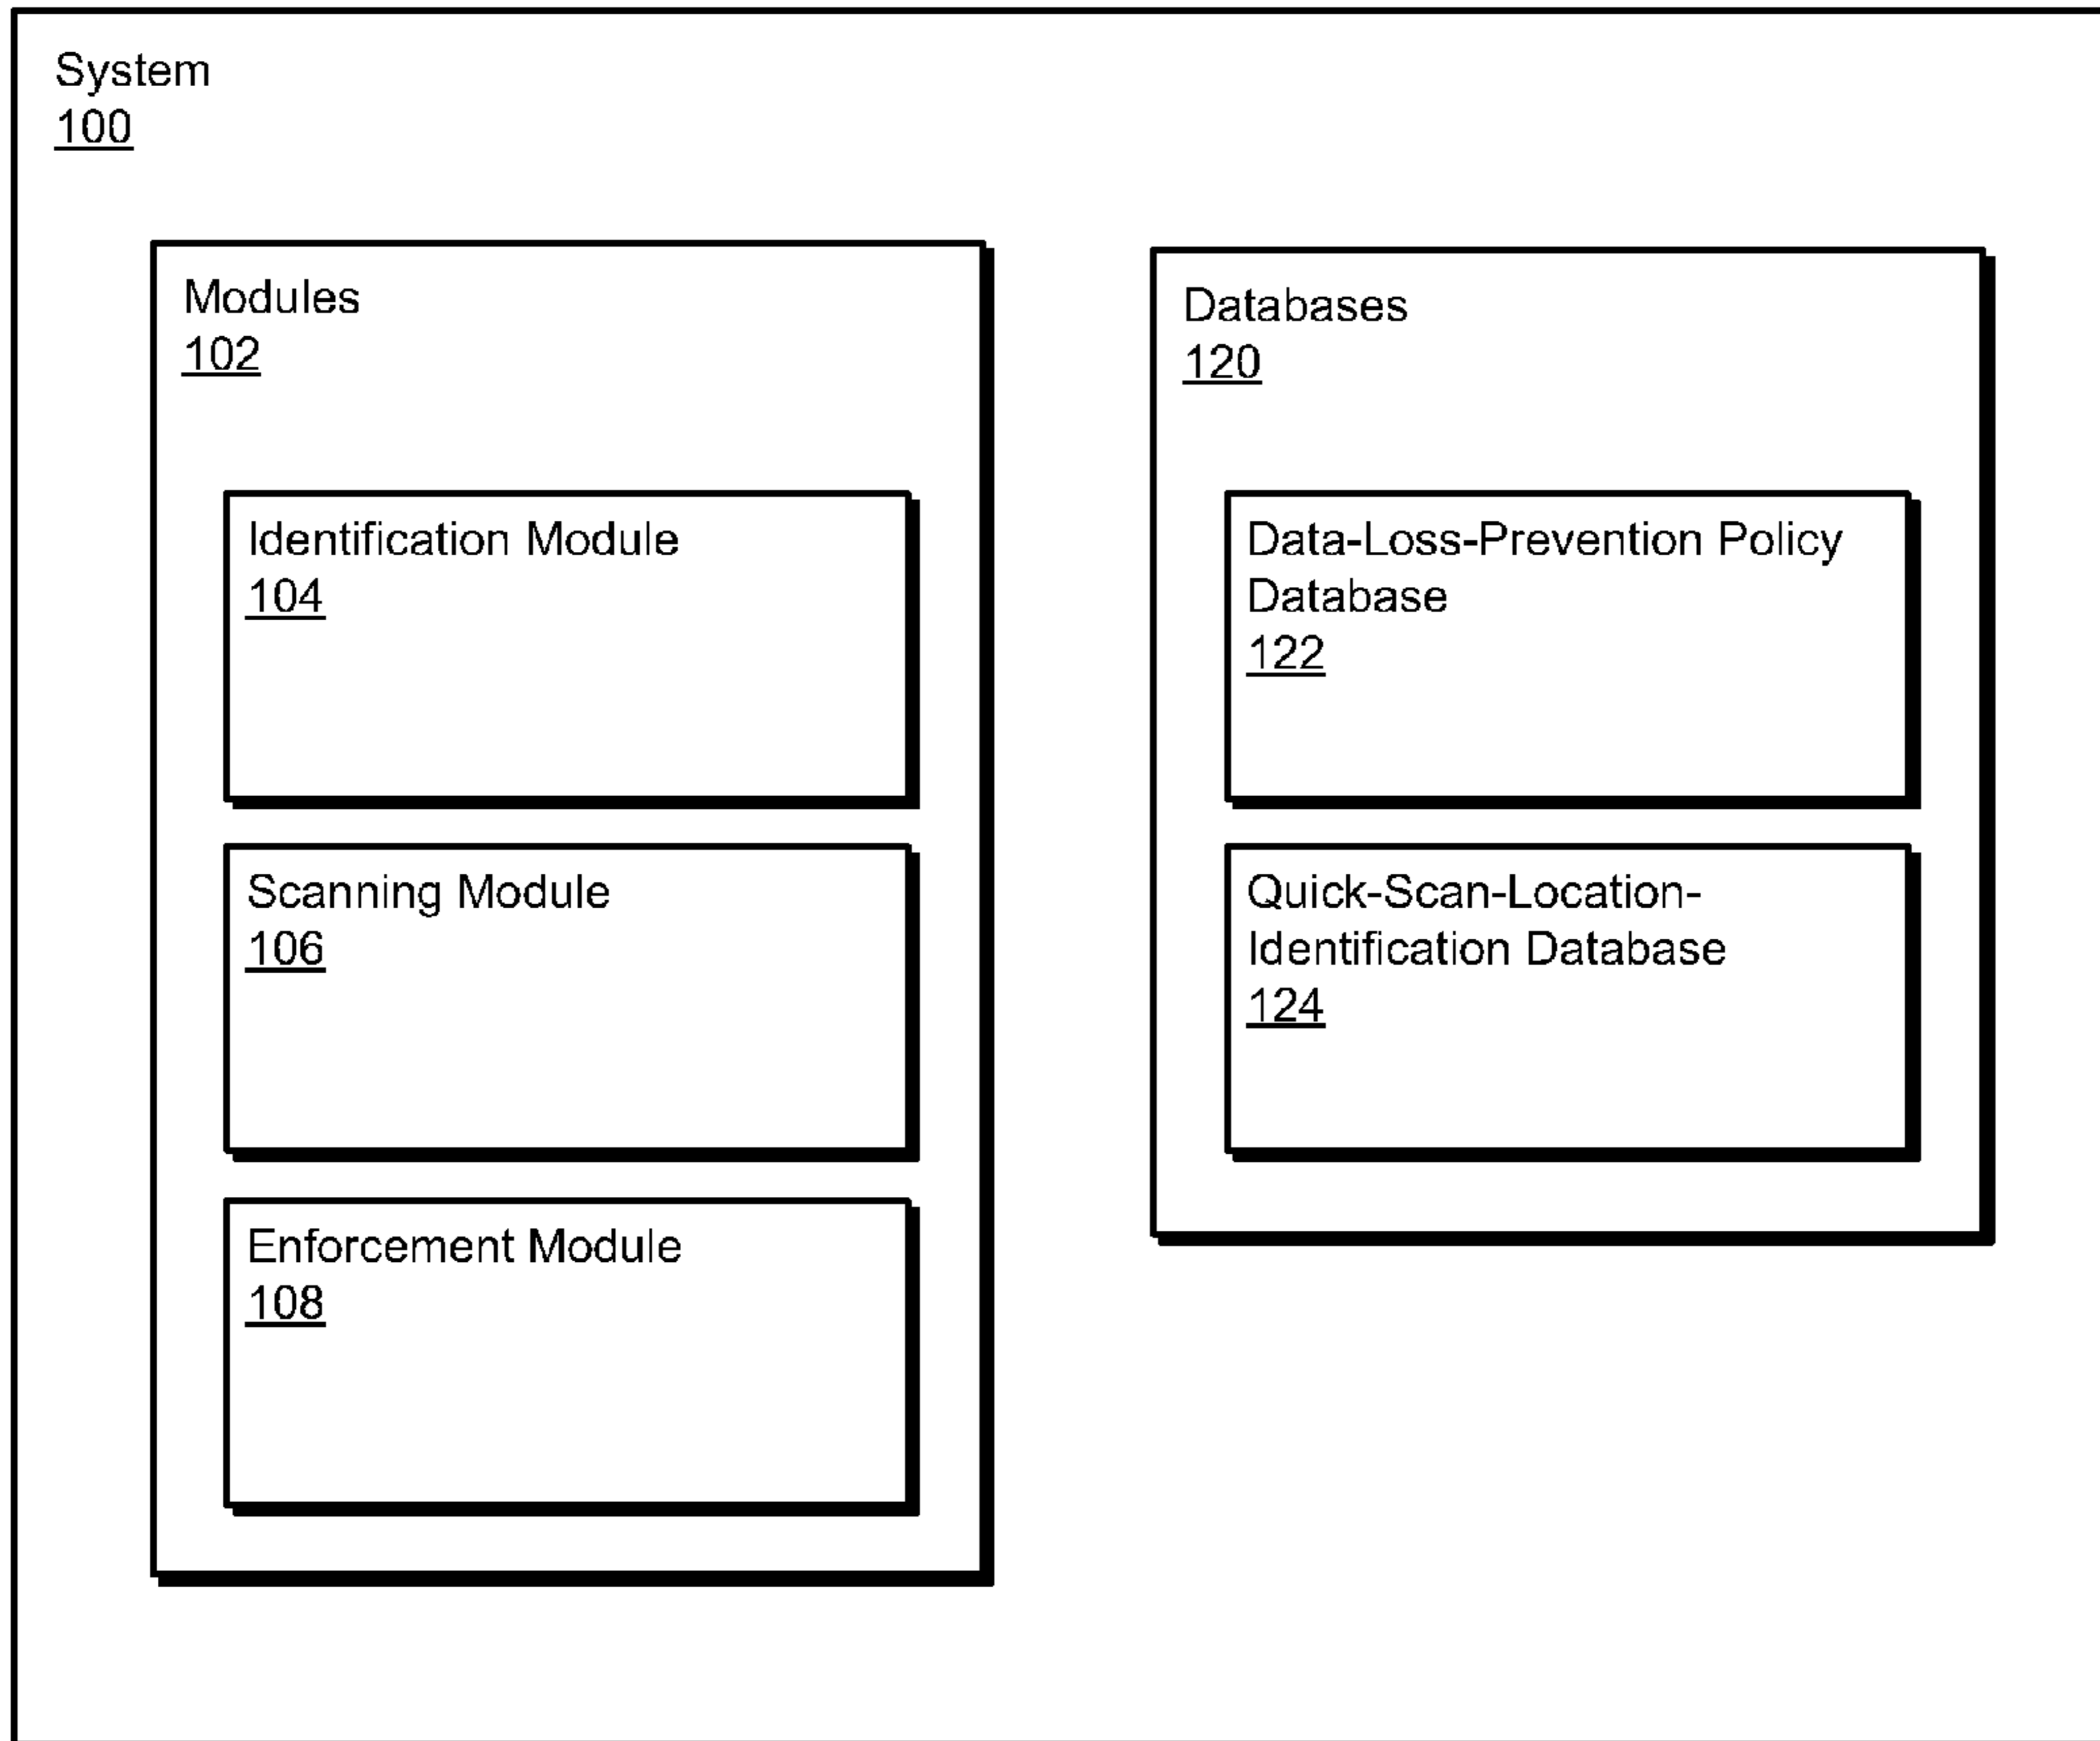 System
100
Modules
102
Identification Module
104
Scanning Module
106
Enforcement Module
108
Databases
120
Data-Loss-Prevention Policy
Database
122
Quick-Scan-Location-
Identification Database
124